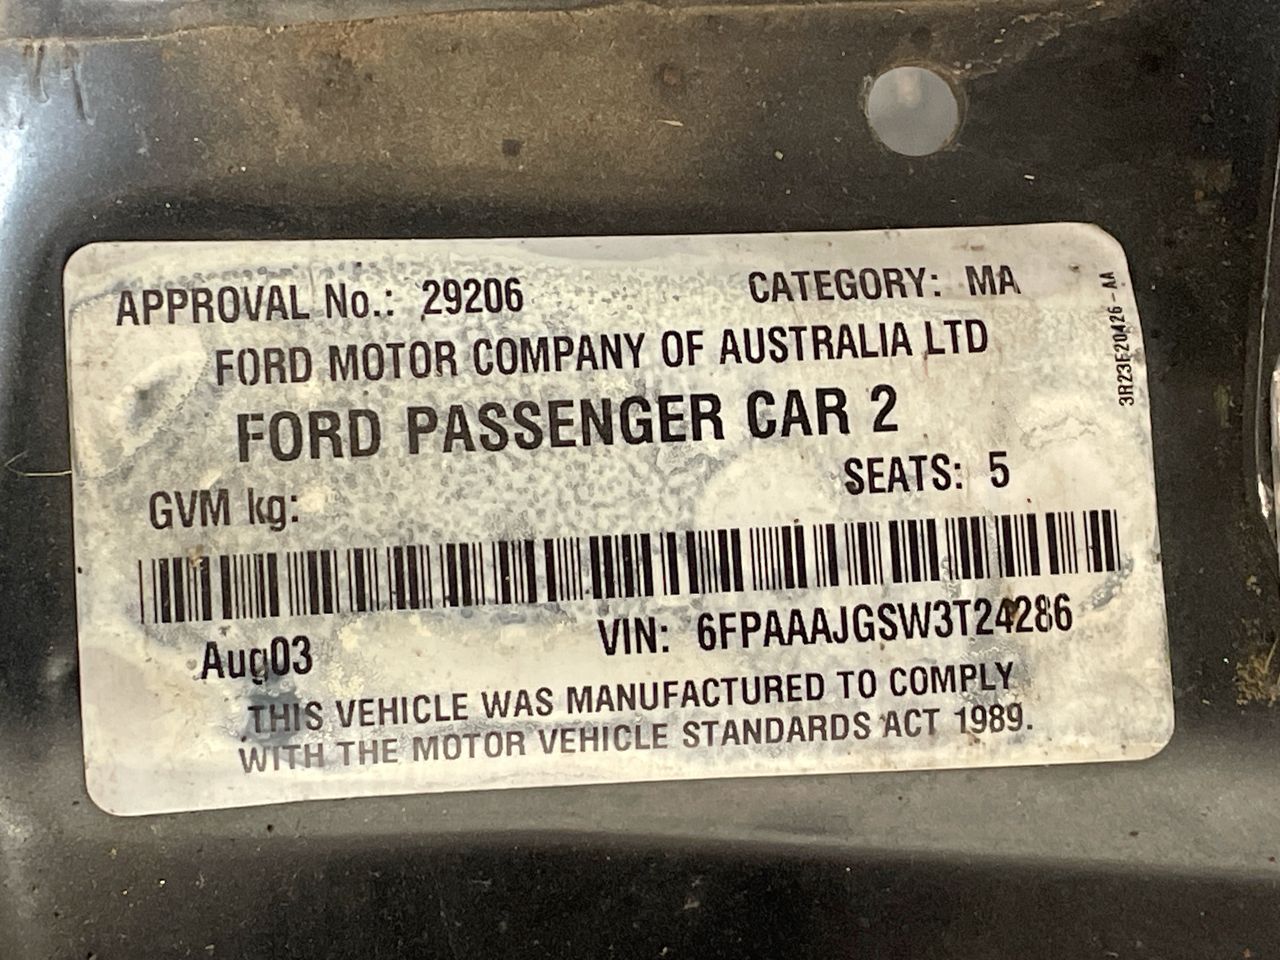 APPROVAL No.: 29206 CATEGORY: MA
FORD MOTOR COMPANY OF AUSTRALIA LTD
FORD PASSENGER CAR 2
SEATS: 5
GVM kg:
Aug03 VIN: 6FPAAAJGSW3T24286
THIS VEHICLE WAS MANUFACTURED TO COMPLY
WITH THE MOTOR VEHICLE STANDARDS ACT 1989.
3R23F20426-AA